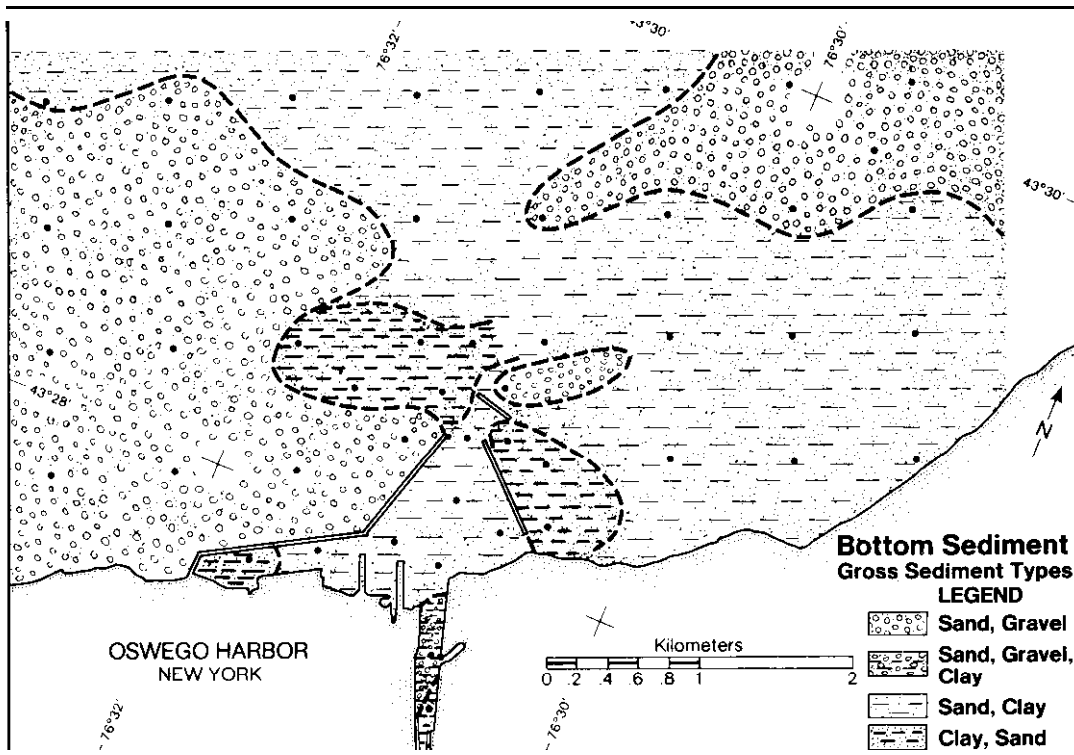 76°32'
43°30'
76°30'
43°30'
43°28'
N
Bottom Sediment
Gross Sediment Types
LEGEND
Sand, Gravel
Sand, Gravel,
Clay
Sand, Clay
Clay, Sand
OSWEGO HARBOR
NEW YORK
Kilometers
0 .2 .4 .6 .8 1 2
76°32'
76°30'